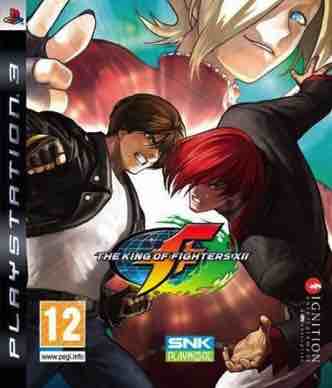 PLAYSTATION 3
THE KING OF FIGHTERS XII
12
www.pegi.info
SNK
PLAYMORE
IGNITION